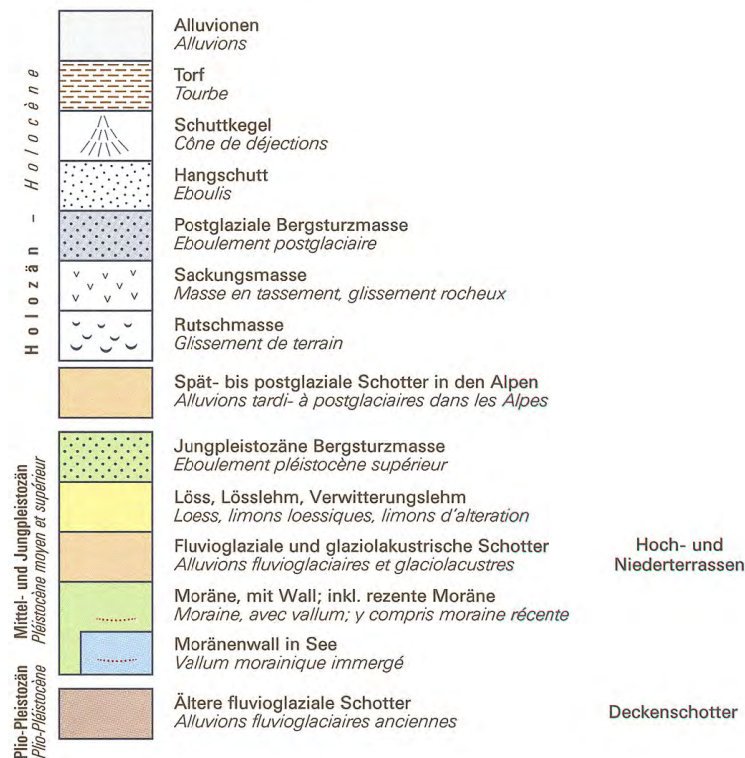 Holozän – Holocène
Alluvionen
Alluvions
Torf
Tourbe
Schuttkegel
Cône de déjections
Hangschutt
Eboulis
Postglaziale Bergsturzmasse
Eboulement postglaciaire
Sackungsmasse
Masse en tassement, glissement rocheux
Rutschmasse
Glissement de terrain
Spät- bis postglaziale Schotter in den Alpen
Alluvions tardi- à postglaciaires dans les Alpes
Mittel- und Jungpleistozän
Pléistocène moyen et supérieur
Jungpleistozäne Bergsturzmasse
Eboulement pléistocène supérieur
Löss, Lösslehm, Verwitterungslehm
Loess, limons loessiques, limons d'alteration
Fluvioglaziale und glaziolakustrische Schotter
Alluvions fluvioglaciaires et glaciolacustres
Hoch- und
Niederterrassen
Moräne, mit Wall; inkl. rezente Moräne
Moraine, avec vallum; y compris moraine récente
Moränenwall in See
Vallum morainique immergé
Plio-Pleistozän
Plio-Pléistocène
Ältere fluvioglaziale Schotter
Alluvions fluvioglaciaires anciennes
Deckenschotter